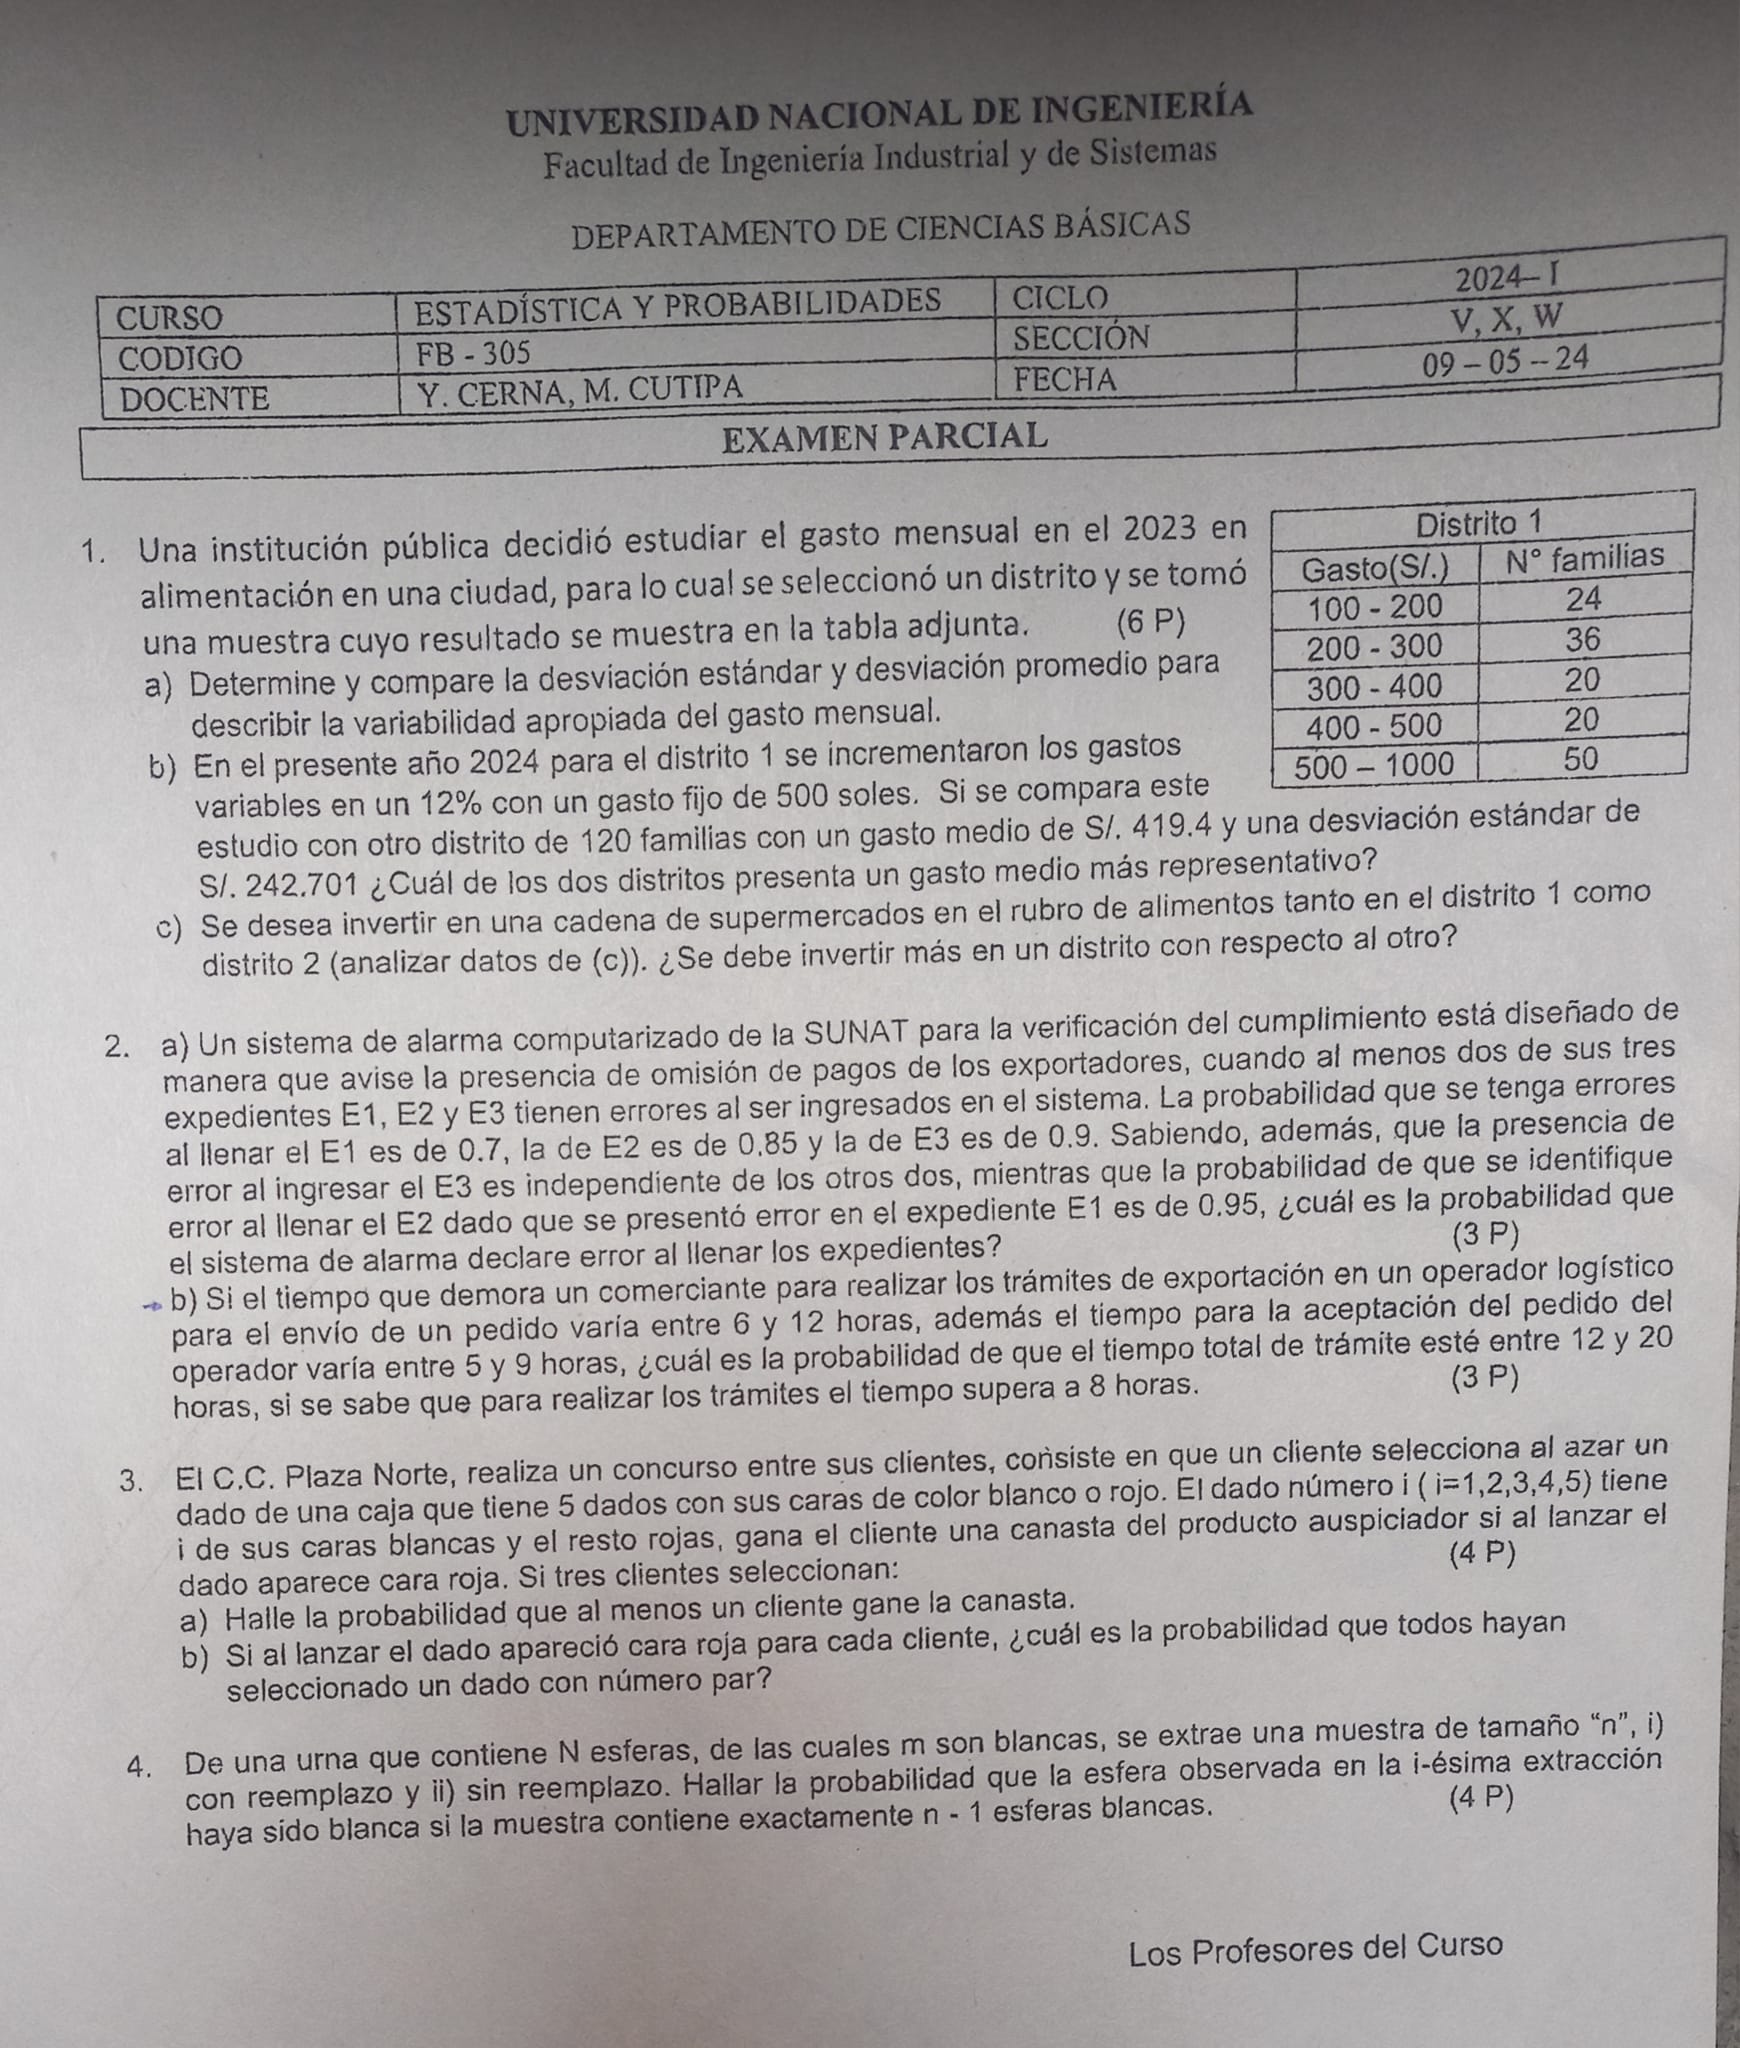 UNIVERSIDAD NACIONAL DE INGENIERÍA
Facultad de Ingeniería Industrial y de Sistemas
DEPARTAMENTO DE CIENCIAS BÁSICAS
CURSO ESTADÍSTICA Y PROBABILIDADES CICLO 2024– I
CODIGO FB - 305 SECCIÓN V, X, W
DOCENTE Y. CERNA, M. CUTIPA FECHA 09 – 05 – 24
EXAMEN PARCIAL
1. Una institución pública decidió estudiar el gasto mensual en el 2023 en
alimentación en una ciudad, para lo cual se seleccionó un distrito y se tomó
una muestra cuyo resultado se muestra en la tabla adjunta. (6 P)
a) Determine y compare la desviación estándar y desviación promedio para
describir la variabilidad apropiada del gasto mensual.
b) En el presente año 2024 para el distrito 1 se incrementaron los gastos
variables en un 12% con un gasto fijo de 500 soles. Si se compara este
estudio con otro distrito de 120 familias con un gasto medio de S/. 419.4 y una desviación estándar de
S/. 242.701 ¿Cuál de los dos distritos presenta un gasto medio más representativo?
c) Se desea invertir en una cadena de supermercados en el rubro de alimentos tanto en el distrito 1 como
distrito 2 (analizar datos de (c)). ¿Se debe invertir más en un distrito con respecto al otro?
Distrito 1
Gasto(S/.) N° familias
100 - 200 24
200 - 300 36
300 - 400 20
400 - 500 20
500 – 1000 50
2. a) Un sistema de alarma computarizado de la SUNAT para la verificación del cumplimiento está diseñado de
manera que avise la presencia de omisión de pagos de los exportadores, cuando al menos dos de sus tres
expedientes E1, E2 y E3 tienen errores al ser ingresados en el sistema. La probabilidad que se tenga errores
al llenar el E1 es de 0.7, la de E2 es de 0.85 y la de E3 es de 0.9. Sabiendo, además, que la presencia de
error al ingresar el E3 es independiente de los otros dos, mientras que la probabilidad de que se identifique
error al llenar el E2 dado que se presentó error en el expediente E1 es de 0.95, ¿cuál es la probabilidad que
el sistema de alarma declare error al llenar los expedientes? (3 P)
b) Si el tiempo que demora un comerciante para realizar los trámites de exportación en un operador logístico
para el envío de un pedido varía entre 6 y 12 horas, además el tiempo para la aceptación del pedido del
operador varía entre 5 y 9 horas, ¿cuál es la probabilidad de que el tiempo total de trámite esté entre 12 y 20
horas, si se sabe que para realizar los trámites el tiempo supera a 8 horas. (3 P)
3. El C.C. Plaza Norte, realiza un concurso entre sus clientes, consiste en que un cliente selecciona al azar un
dado de una caja que tiene 5 dados con sus caras de color blanco o rojo. El dado número i ( i=1,2,3,4,5) tiene
i de sus caras blancas y el resto rojas, gana el cliente una canasta del producto auspiciador si al lanzar el
dado aparece cara roja. Si tres clientes seleccionan: (4 P)
a) Halle la probabilidad que al menos un cliente gane la canasta.
b) Si al lanzar el dado apareció cara roja para cada cliente, ¿cuál es la probabilidad que todos hayan
seleccionado un dado con número par?
4. De una urna que contiene N esferas, de las cuales m son blancas, se extrae una muestra de tamaño “n”, i)
con reemplazo y ii) sin reemplazo. Hallar la probabilidad que la esfera observada en la i-ésima extracción
haya sido blanca si la muestra contiene exactamente n - 1 esferas blancas. (4 P)
Los Profesores del Curso